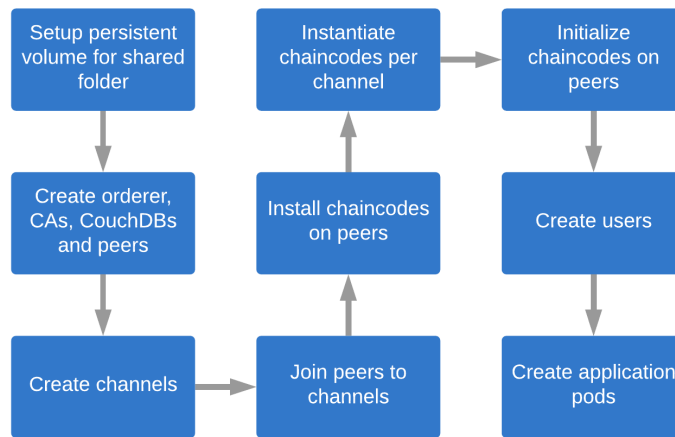 Setup persistent
volume for shared
folder
Create orderer,
CAs, CouchDBs
and peers
Create channels
Join peers to
channels
Install chaincodes
on peers
Instantiate
chaincodes per
channel
Initialize
chaincodes on
peers
Create users
Create application
pods